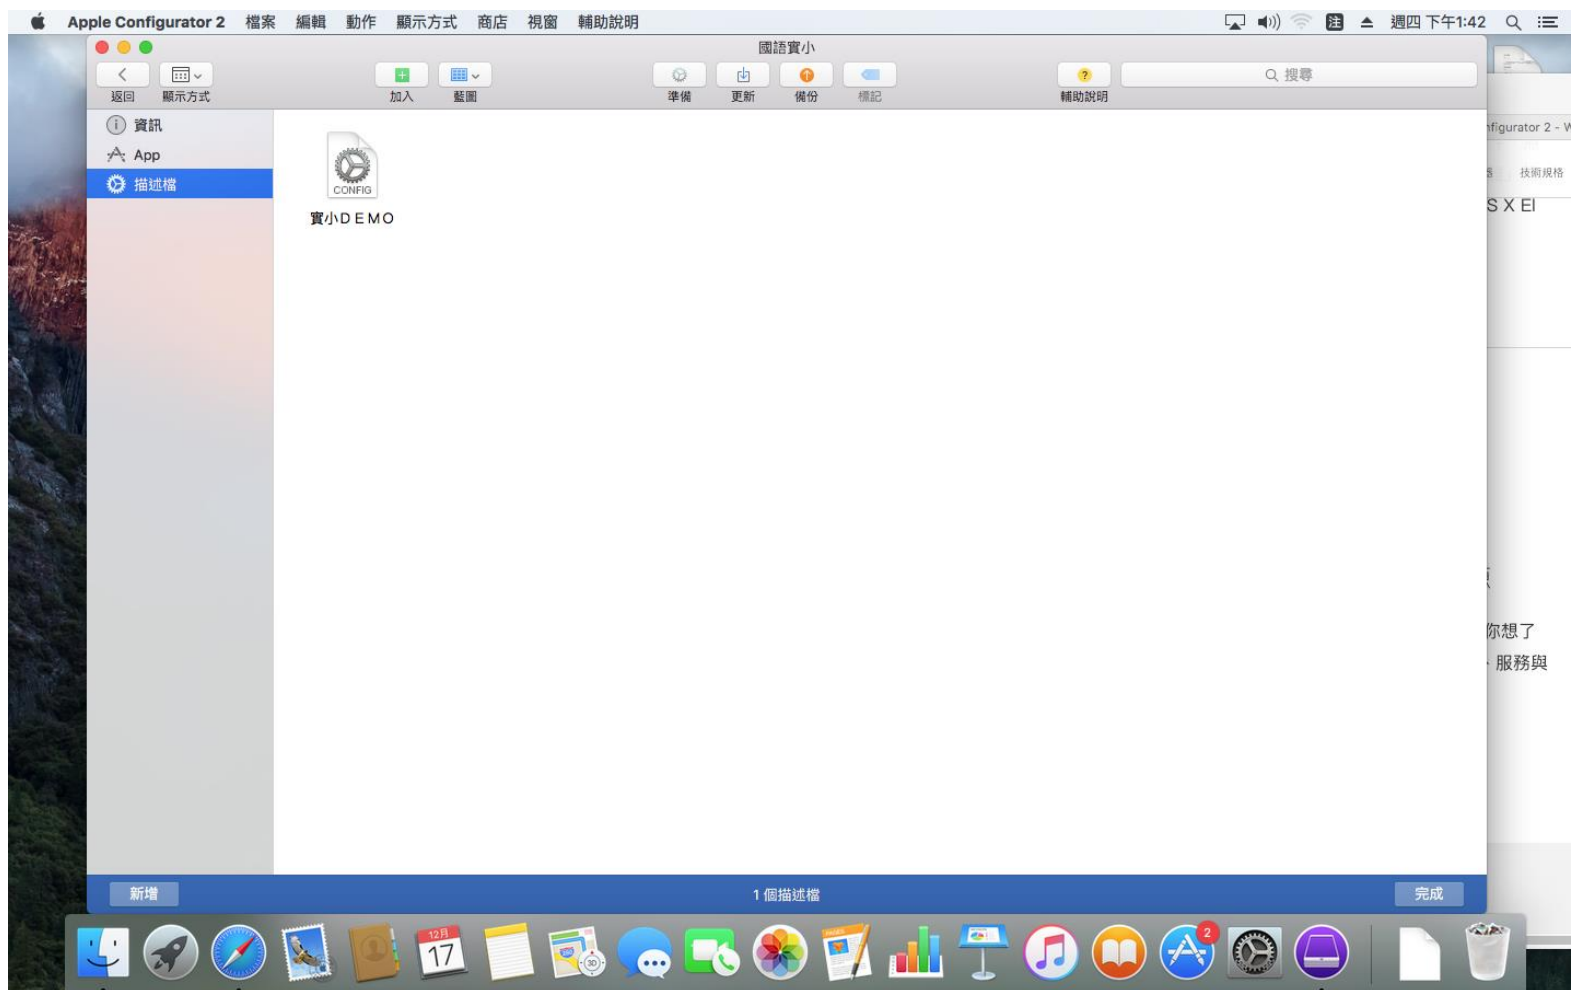 Apple Configurator 2 檔案 編輯 動作 顯示方式 商店 視窗 輔助說明 注 週四 下午1:42
國語實小
搜尋
返回 顯示方式 加入 藍圖 準備 更新 備份 標記 輔助說明
資訊
App
描述檔
CONFIG
實小ＤＥＭＯ
nfigurator 2 - W
技術規格
S X El
你想了
、服務與
新增 1 個描述檔 完成
12月
17
PAGES
3D
2